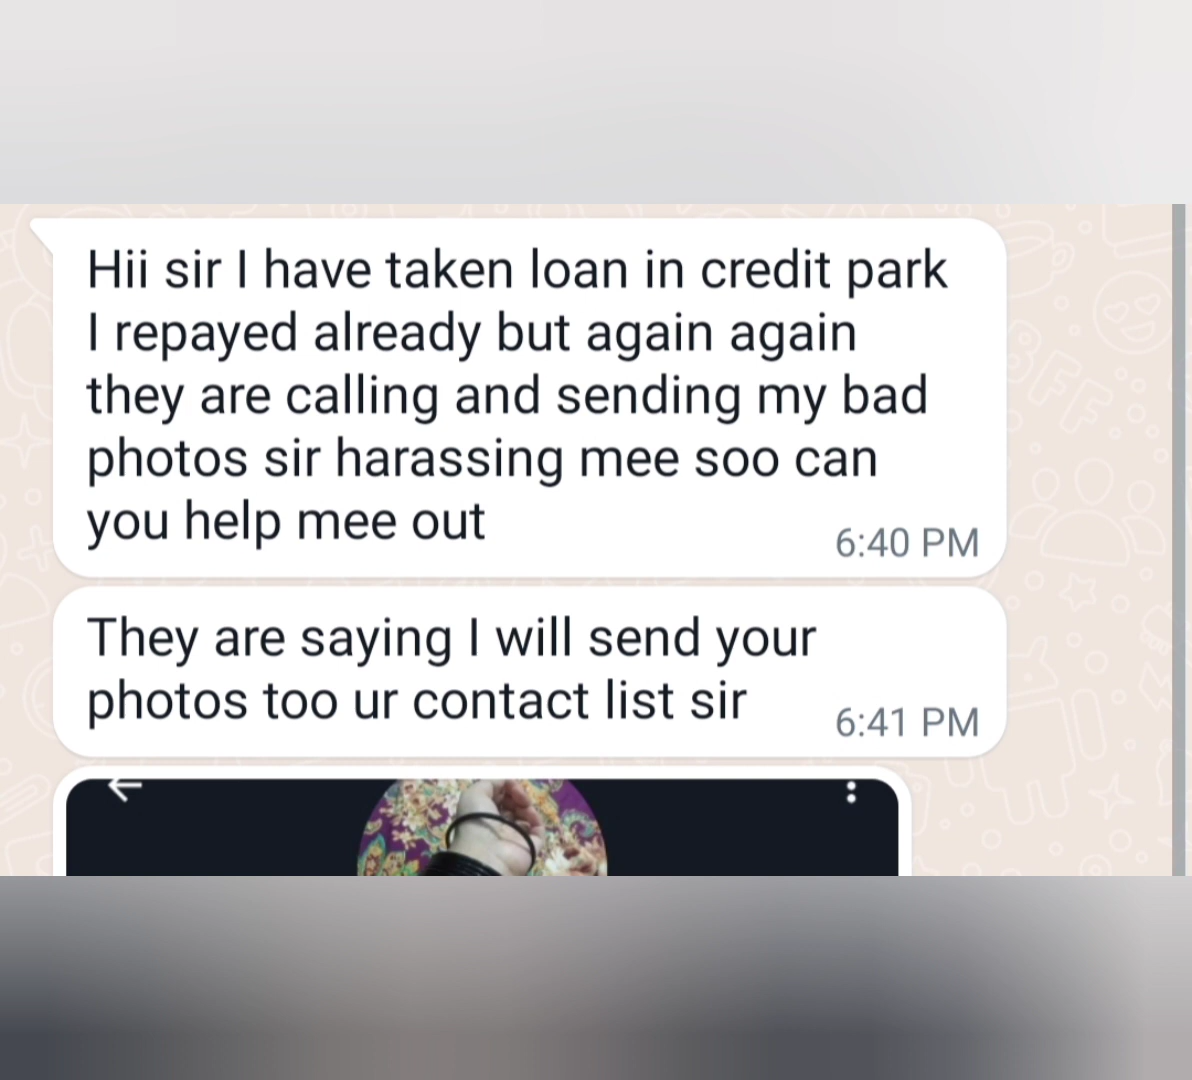 Hii sir I have taken loan in credit park
I repayed already but again again
they are calling and sending my bad
photos sir harassing mee soo can
you help mee out
6:40 PM
They are saying I will send your
photos too ur contact list sir
6:41 PM